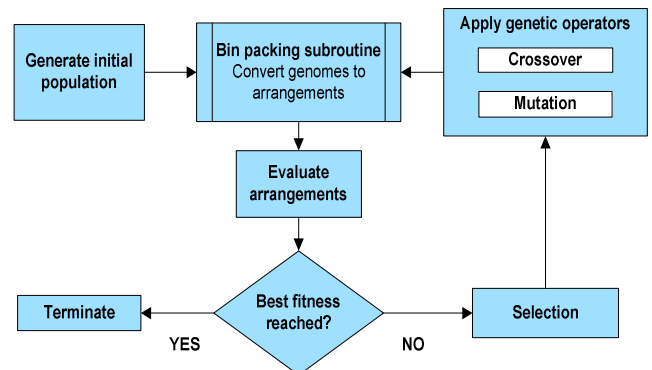 Generate initial
population
Bin packing subroutine
Convert genomes to
arrangements
Apply genetic operators
Crossover
Mutation
Evaluate
arrangements
Best fitness
reached?
Terminate
YES
NO
Selection